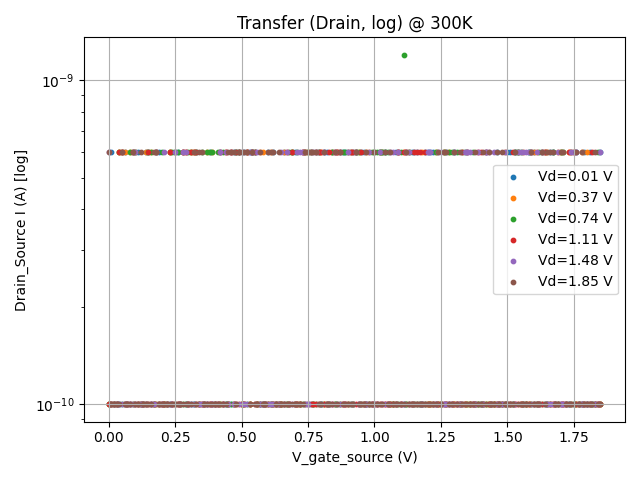 Transfer (Drain, log) @ 300K
Drain_Source I (A) [log]
10⁻⁹
10⁻¹⁰
Vd=0.01 V
Vd=0.37 V
Vd=0.74 V
Vd=1.11 V
Vd=1.48 V
Vd=1.85 V
0.00 0.25 0.50 0.75 1.00 1.25 1.50 1.75
V_gate_source (V)